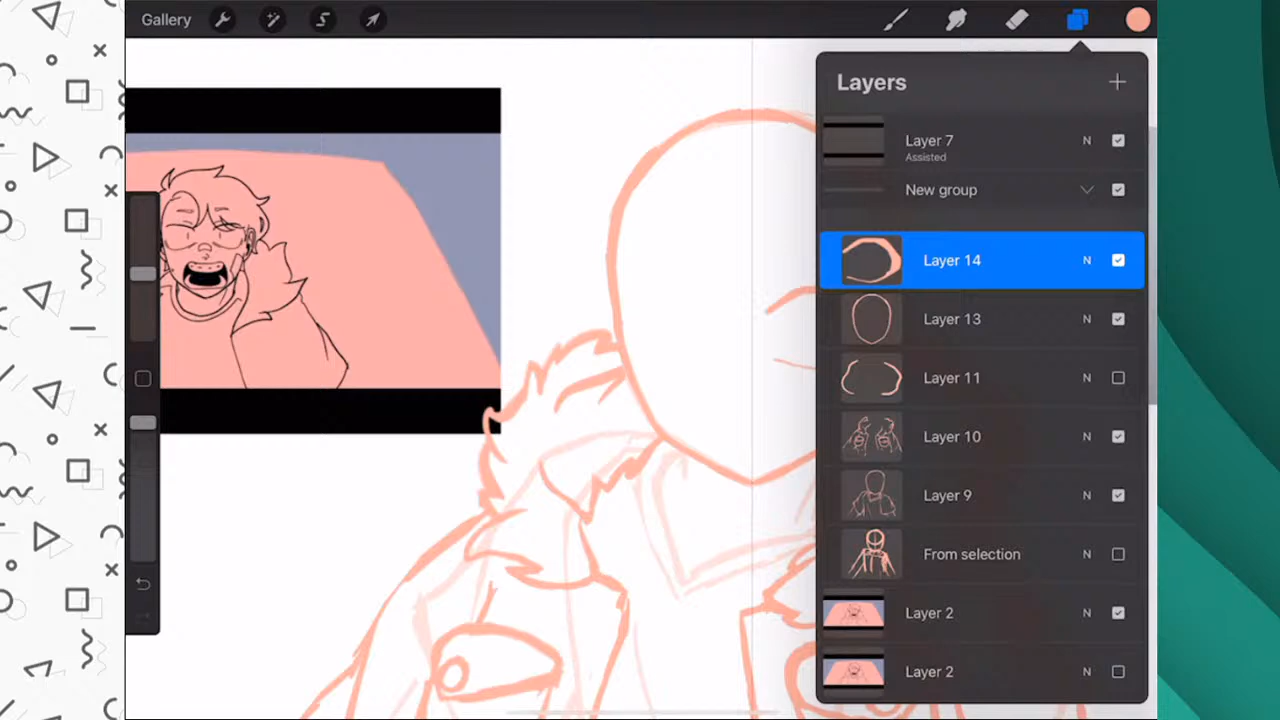 Gallery
Layers
Layer 7 N
Assisted
New group
Layer 14 N
Layer 13 N
Layer 11 N
Layer 10 N
Layer 9 N
From selection N
Layer 2 N
Layer 2 N